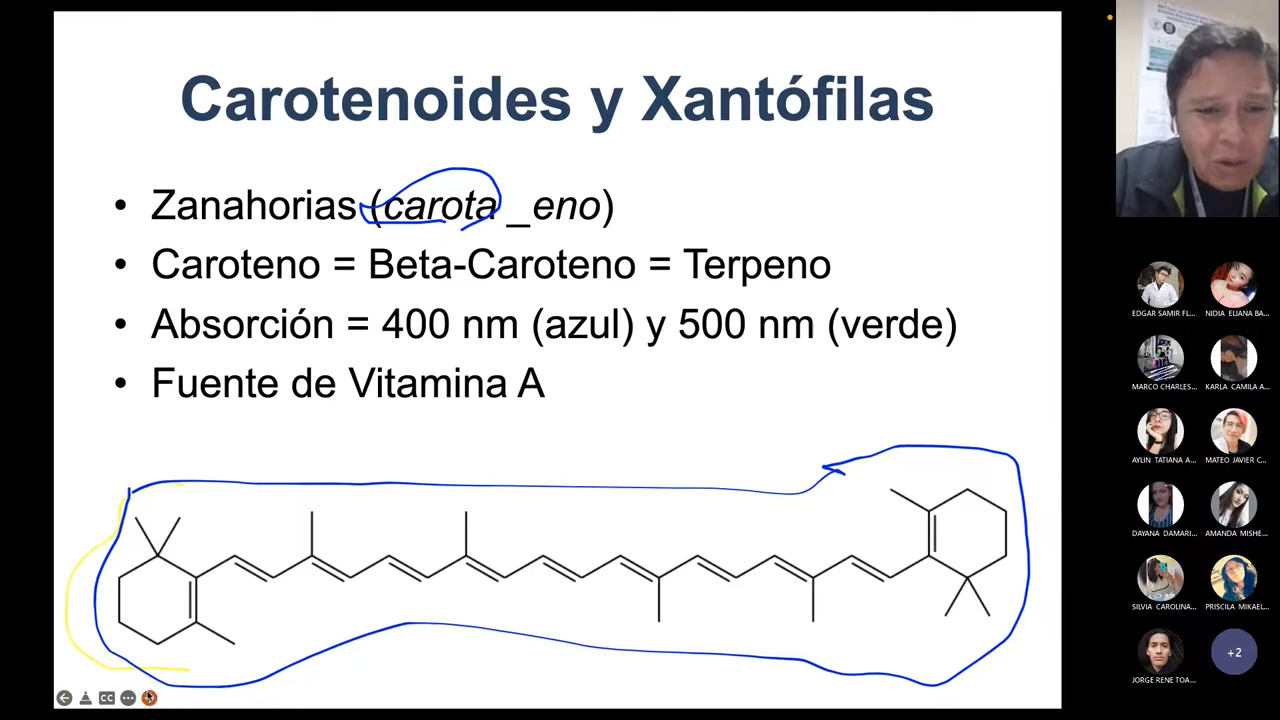 Carotenoides y Xantófilas
• Zanahorias (carota _eno)
• Caroteno = Beta-Caroteno = Terpeno
• Absorción = 400 nm (azul) y 500 nm (verde)
• Fuente de Vitamina A
CC
EDGAR SAMIR FL...
NIDIA ELIANA BA...
MARCO CHARLES...
KARLA CAMILA A...
AYLIN TATIANA A...
MATEO JAVIER C...
DAYANA DAMARI...
AMANDA MISHE...
SILVIA CAROLINA...
PRISCILA MIKAEL...
JORGE RENE TOA...
+2